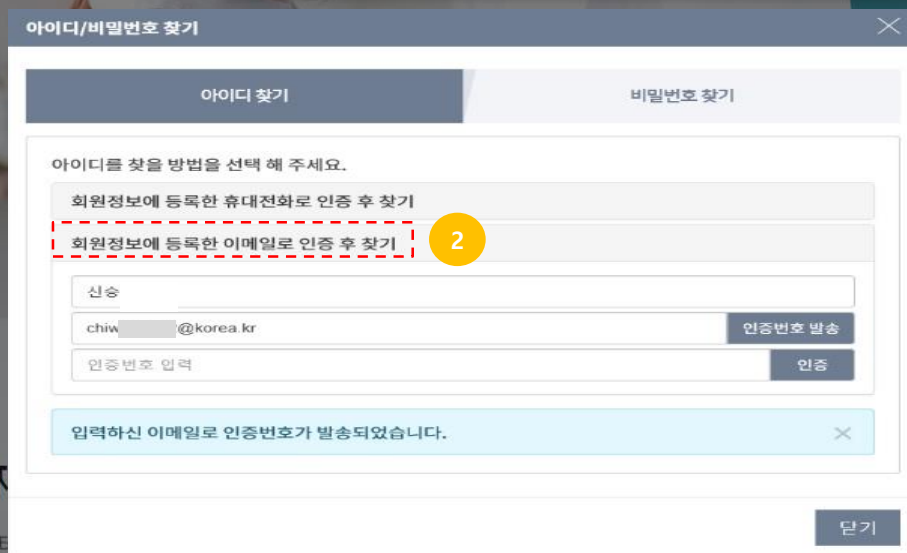 아이디/비밀번호 찾기
아이디 찾기
비밀번호 찾기
아이디를 찾을 방법을 선택 해 주세요.
회원정보에 등록한 휴대전화로 인증 후 찾기
회원정보에 등록한 이메일로 인증 후 찾기
2
신승
chiw @korea.kr
인증번호 발송
인증번호 입력
인증
입력하신 이메일로 인증번호가 발송되었습니다.
닫기